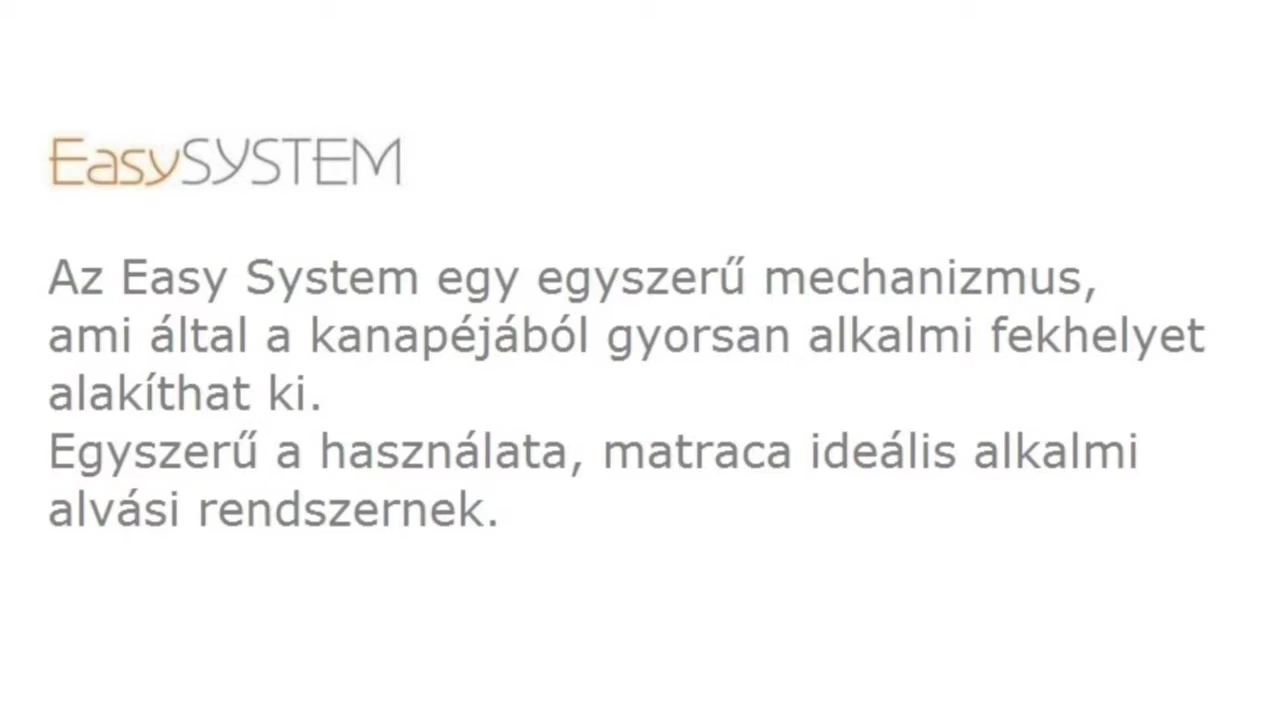 EasySYSTEM
Az Easy System egy egyszerű mechanizmus,
ami által a kanapéjából gyorsan alkalmi fekhelyet
alakíthat ki.
Egyszerű a használata, matraca ideális alkalmi
alvási rendszernek.